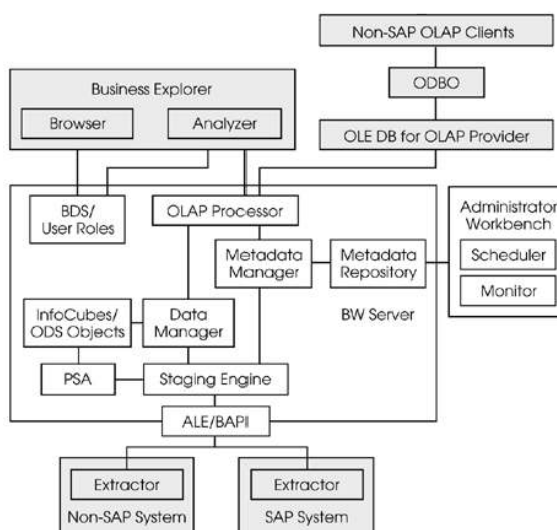 Non-SAP OLAP Clients
ODBO
OLE DB for OLAP Provider
Business Explorer
Browser
Analyzer
BDS/
User Roles
OLAP Processor
Metadata
Manager
Metadata
Repository
Administrator
Workbench
Scheduler
Monitor
InfoCubes/
ODS Objects
Data
Manager
BW Server
PSA
Staging Engine
ALE/BAPI
Extractor
Non-SAP System
Extractor
SAP System